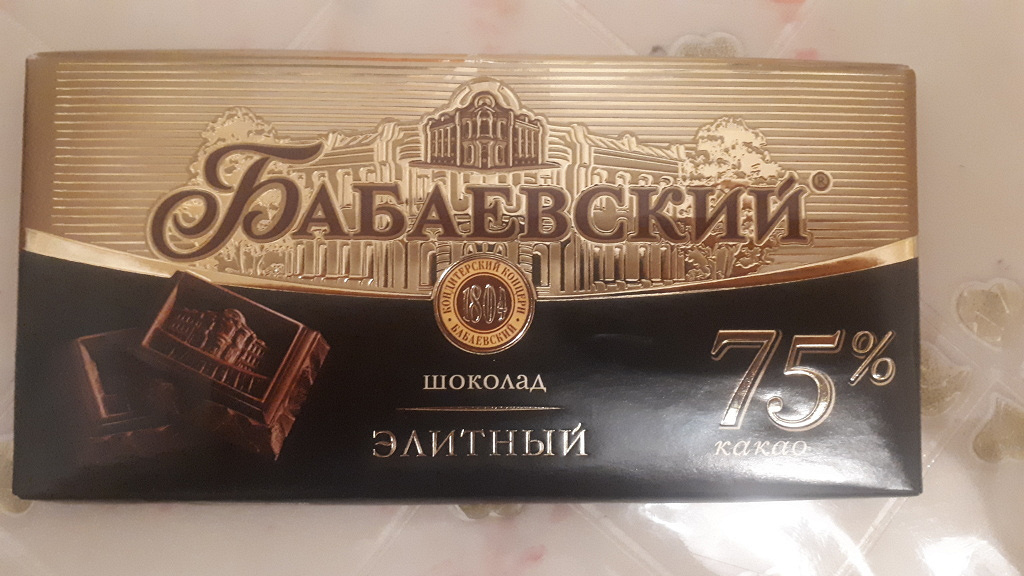 БАБАЕВСКИЙ®
КОНДИТЕРСКИЙ КОНЦЕРН
1804
БАБАЕВСКИЙ
ШОКОЛАД
ЭЛИТНЫЙ
75%
какао